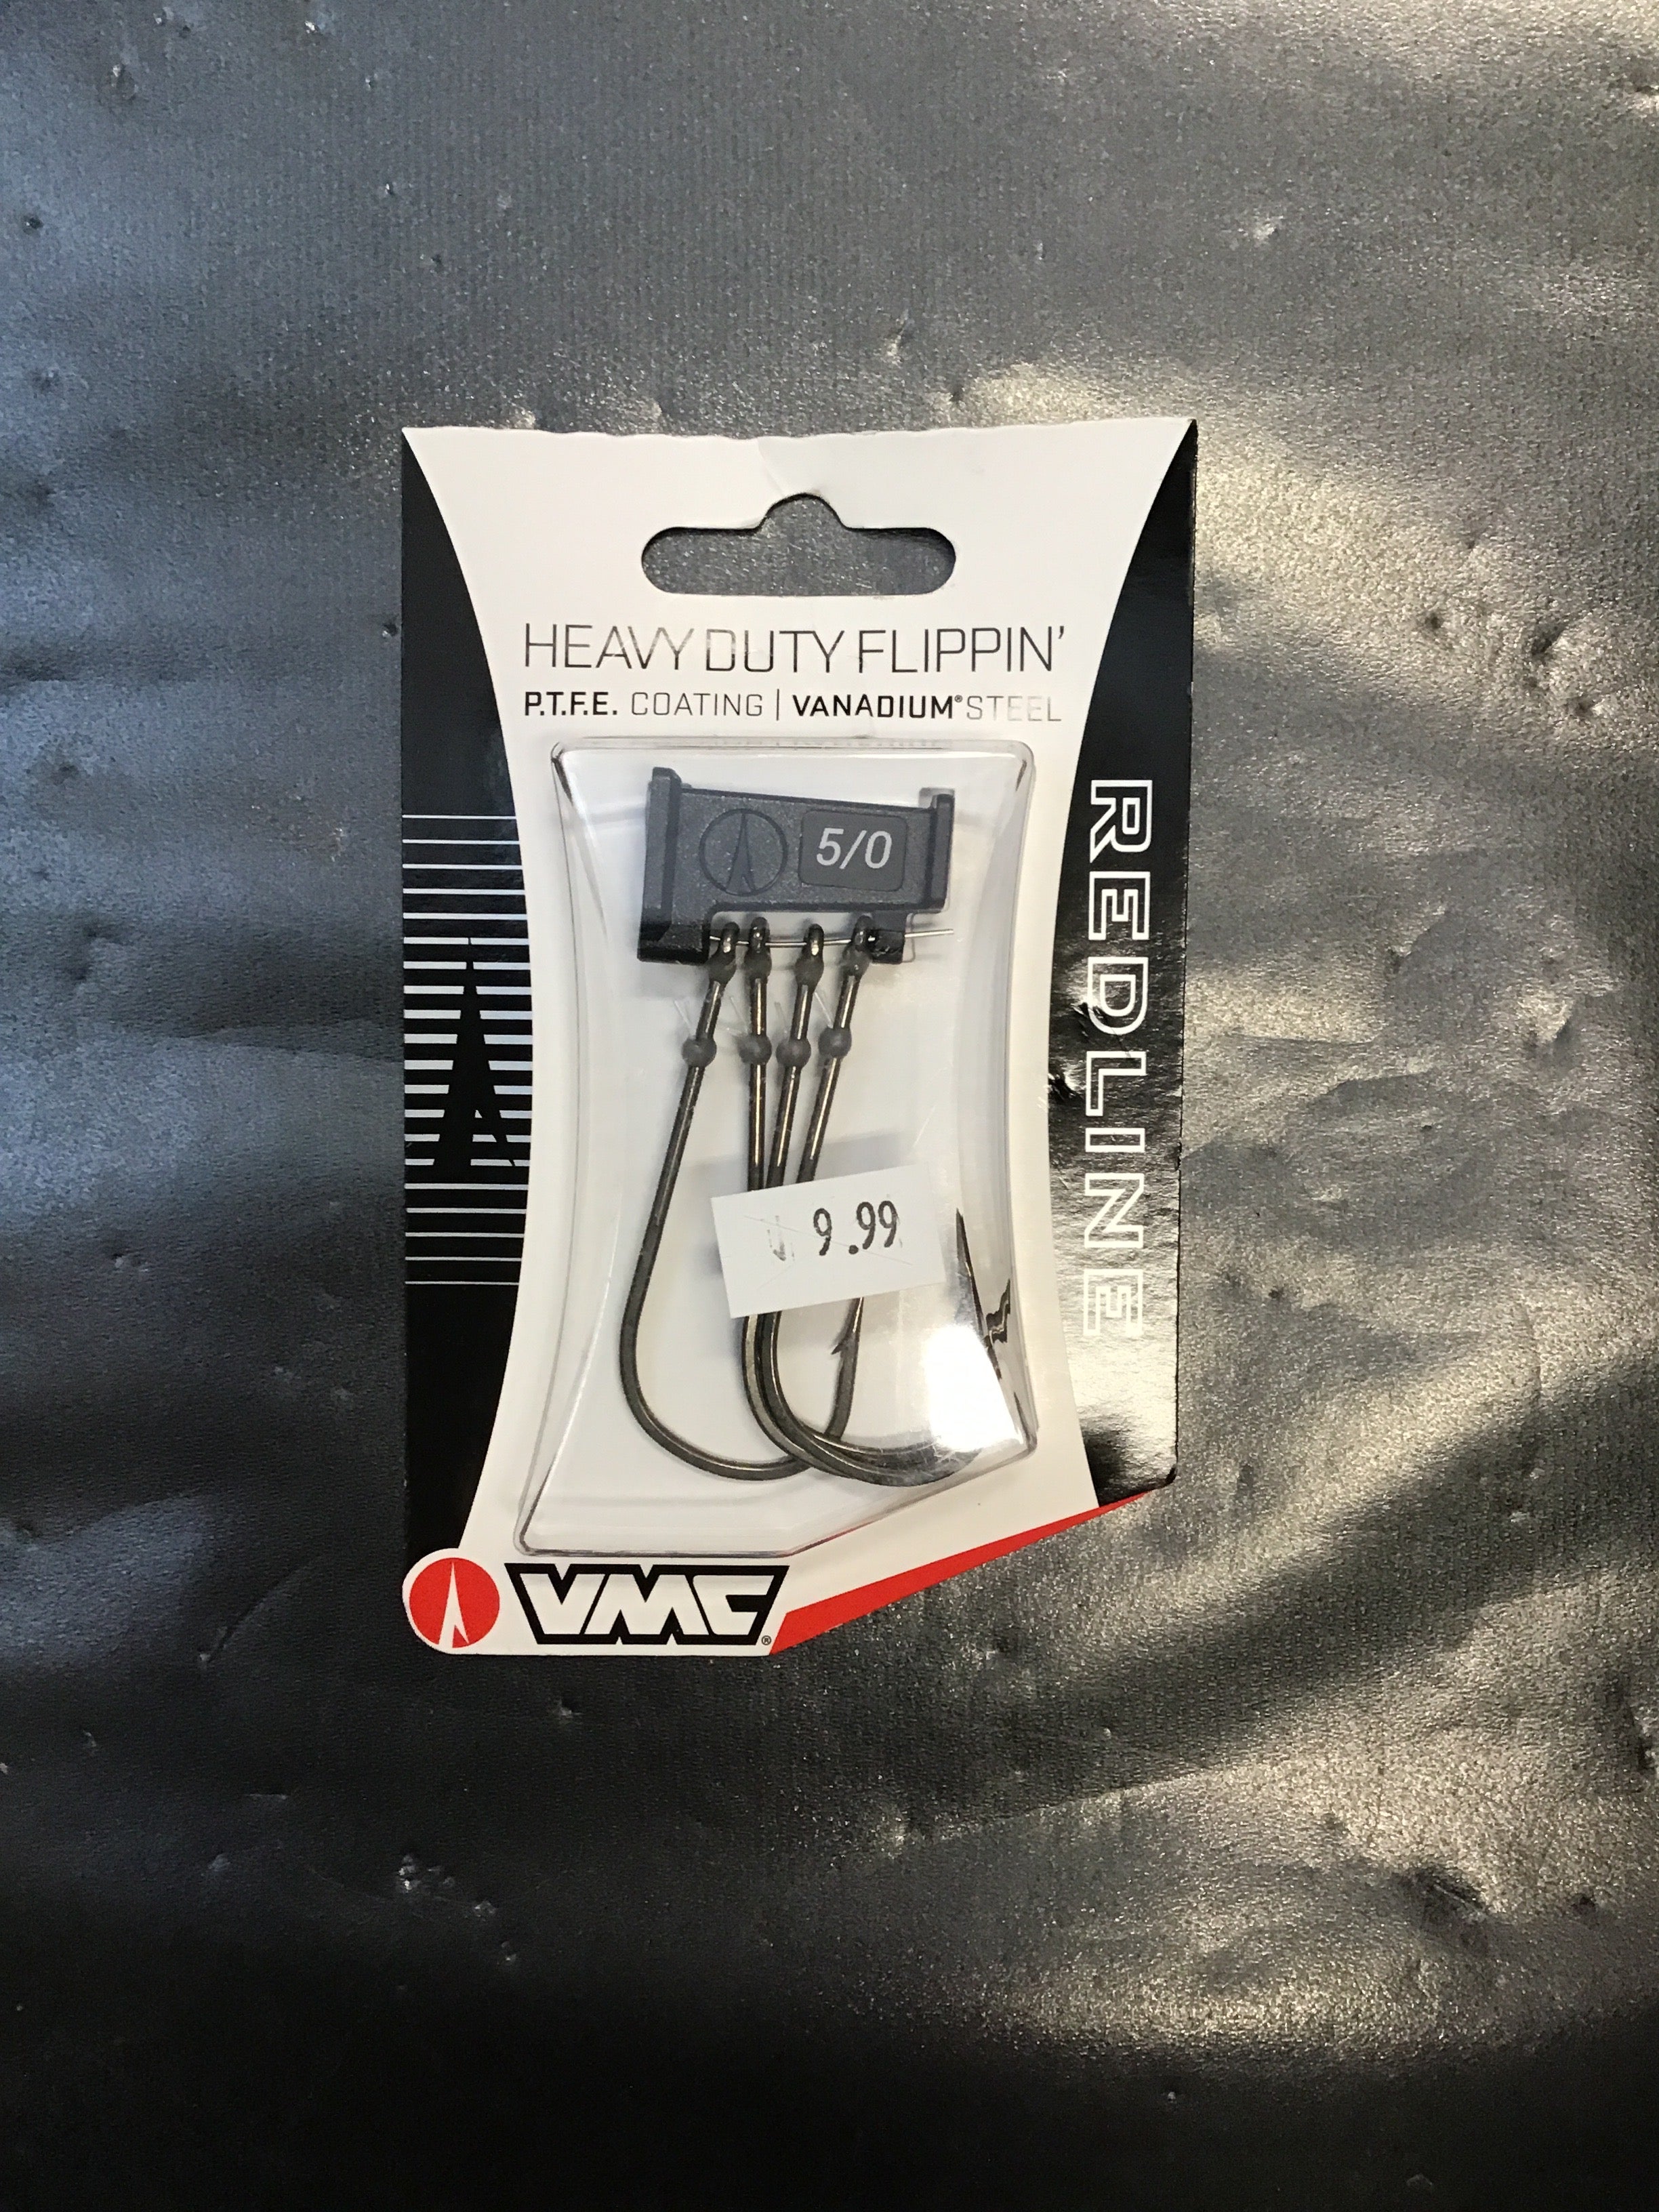 HEAVY DUTY FLIPPIN'
P.T.F.E. COATING | VANADIUM® STEEL
5/0
REDLINE
9.99
VMC®